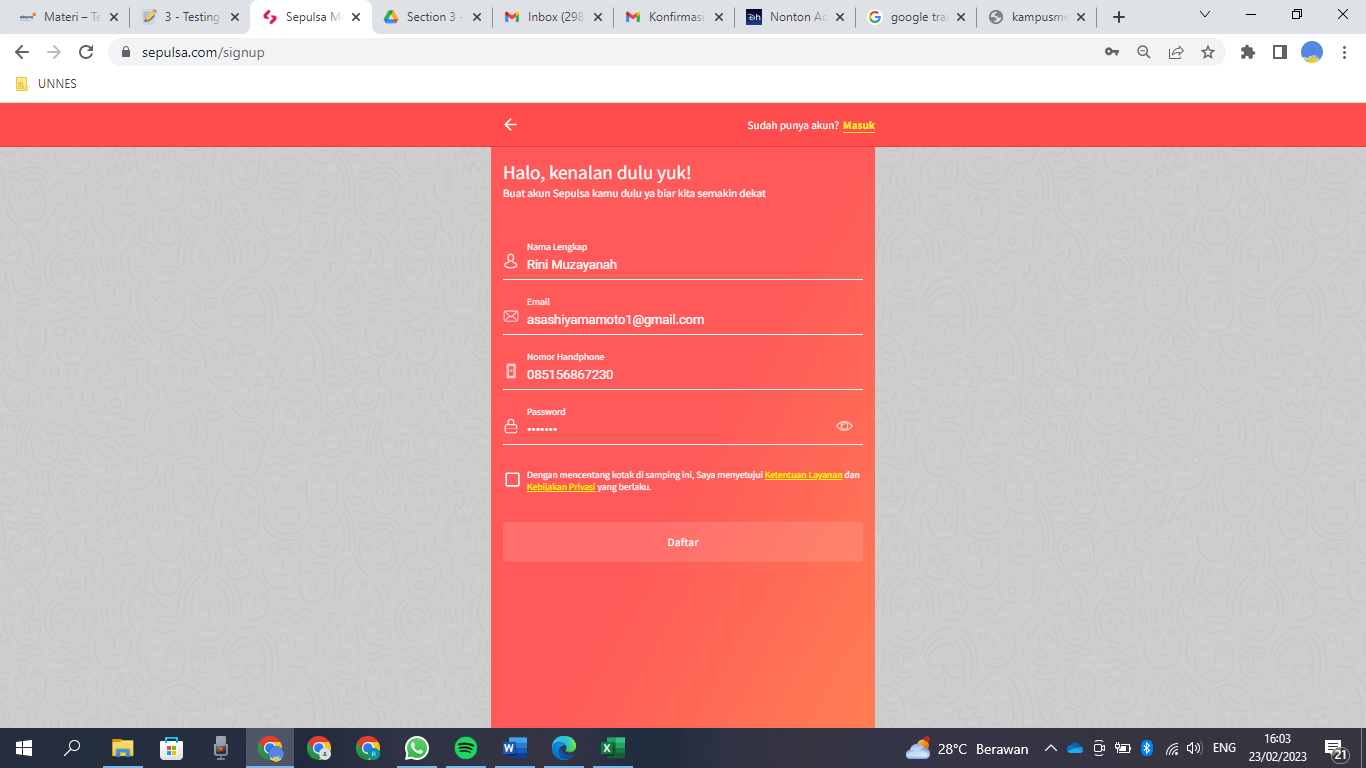 Materi – Te
3 - Testing
Sepulsa M
Section 3 -
Inbox (298
Konfirmasi
Nonton Ac
google tra
kampusme
sepulsa.com/signup
UNNES
Sudah punya akun? Masuk
Halo, kenalan dulu yuk!
Buat akun Sepulsa kamu dulu ya biar kita semakin dekat
Nama Lengkap
Rini Muzayanah
Email
asashiyamamoto1@gmail.com
Nomor Handphone
085156867230
Password
Dengan mencentang kotak di samping ini, Saya menyetujui Ketentuan Layanan dan
Kebijakan Privasi yang berlaku.
Daftar
28°C Berawan
ENG
16:03
23/02/2023
21